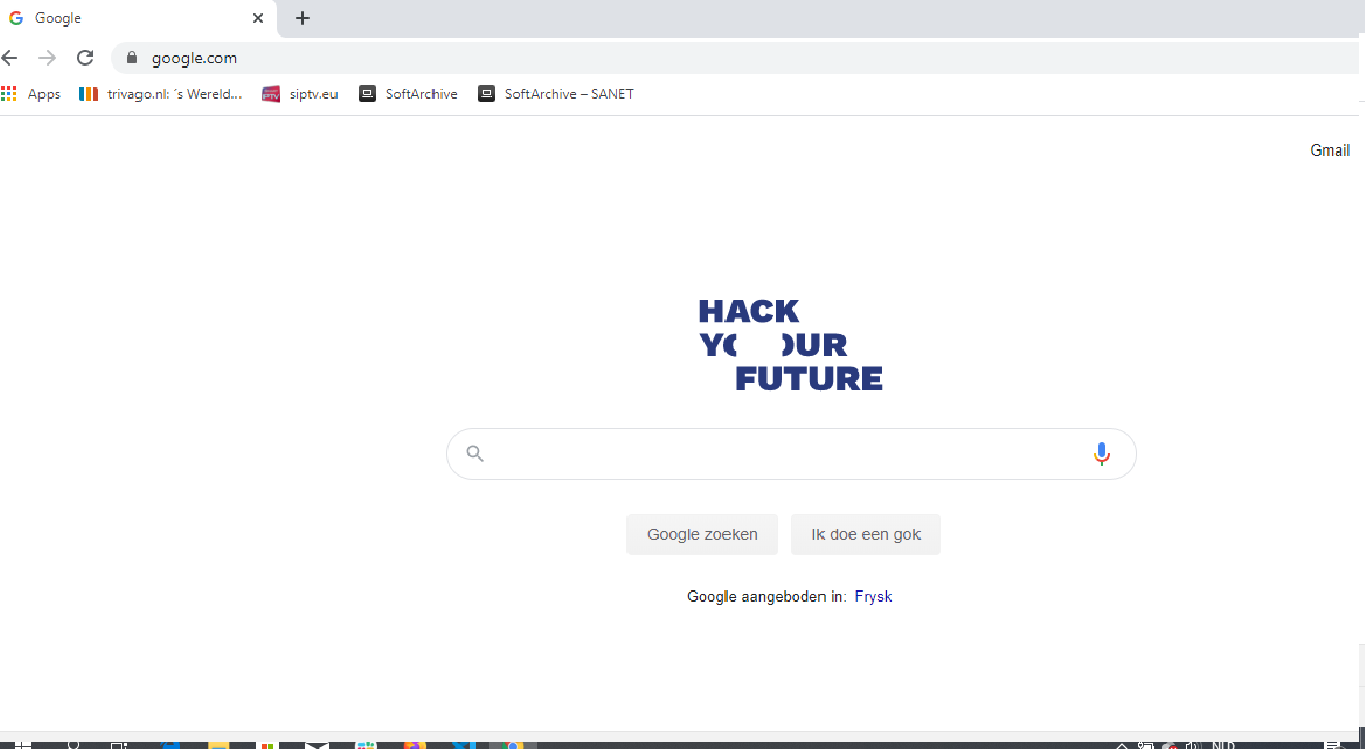 Google
google.com
Apps trivago.nl: ´s Wereld... siptv.eu SoftArchive SoftArchive – SANET
Gmail
HACK
YOUR
FUTURE
Google zoeken Ik doe een gok
Google aangeboden in: Frysk
NLD